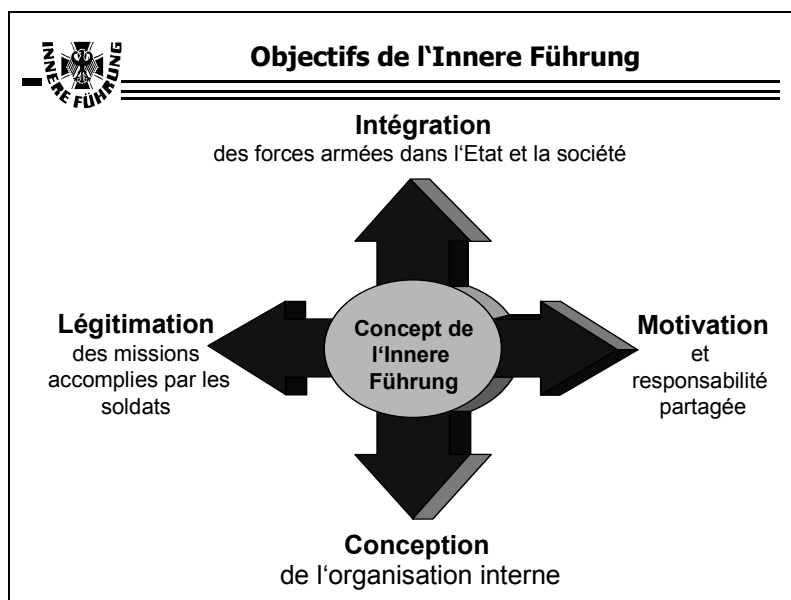 INNERE FÜHRUNG
Objectifs de l‘Innere Führung
Intégration
des forces armées dans l‘Etat et la société
Légitimation
des missions
accomplies par les
soldats
Concept de
l‘Innere
Führung
Motivation
et
responsabilité
partagée
Conception
de l‘organisation interne